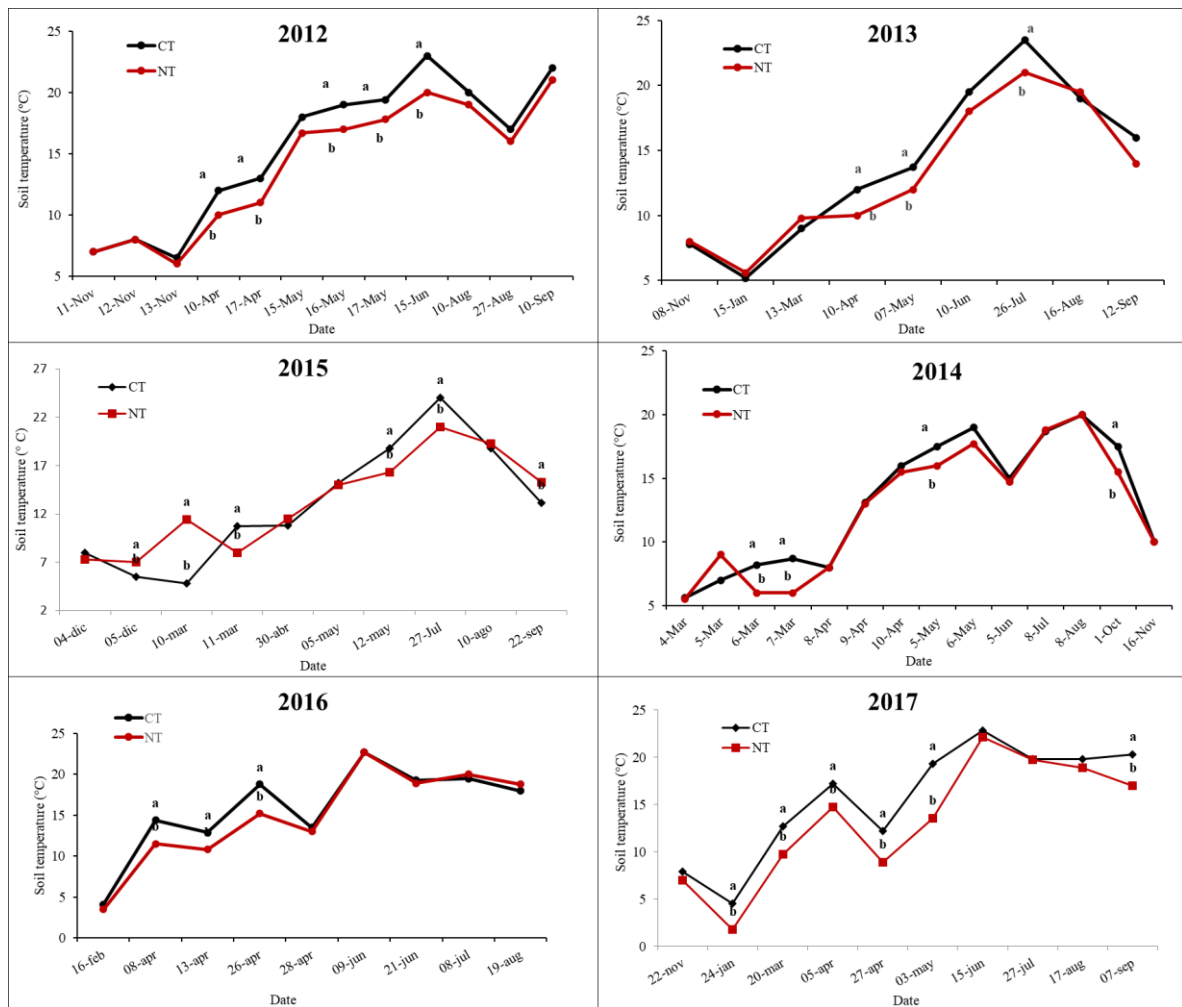 2012
CT
NT
Soil temperature (°C)
25
20
15
10
5
a
a
a
a
a
b
b
b
b
b
11-Nov
12-Nov
13-Nov
10-Apr
17-Apr
15-May
16-May
17-May
15-Jun
10-Aug
27-Aug
10-Sep
Date
2013
CT
NT
Soil temperature (°C)
25
20
15
10
5
a
a
a
b
b
b
08-Nov
15-Jan
13-Mar
10-Apr
07-May
10-Jun
26-Jul
16-Aug
12-Sep
Date
2015
CT
NT
Soil temperature (° C)
27
22
17
12
7
2
a
b
a
b
a
b
a
b
a
b
a
b
04-dic
05-dic
10-mar
11-mar
30-abr
05-may
12-may
27-Jul
10-ago
22-sep
Date
2014
CT
NT
Soil temperature (°C)
25
20
15
10
5
a
a
a
a
b
b
b
b
4-Mar
5-Mar
6-Mar
7-Mar
8-Apr
9-Apr
10-Apr
5-May
6-May
5-Jun
8-Jul
8-Aug
1-Oct
16-Nov
Date
2016
CT
NT
Soil temperature (°C)
25
20
15
10
5
0
a
b
a
b
a
b
16-feb
08-apr
13-apr
26-apr
28-apr
09-jun
21-jun
08-jul
19-aug
Date
2017
CT
NT
Soil temperature (°C)
25
20
15
10
5
0
a
b
a
b
a
b
a
b
a
b
a
b
22-nov
24-jan
20-mar
05-apr
27-apr
03-may
15-jun
27-jul
17-aug
07-sep
Date